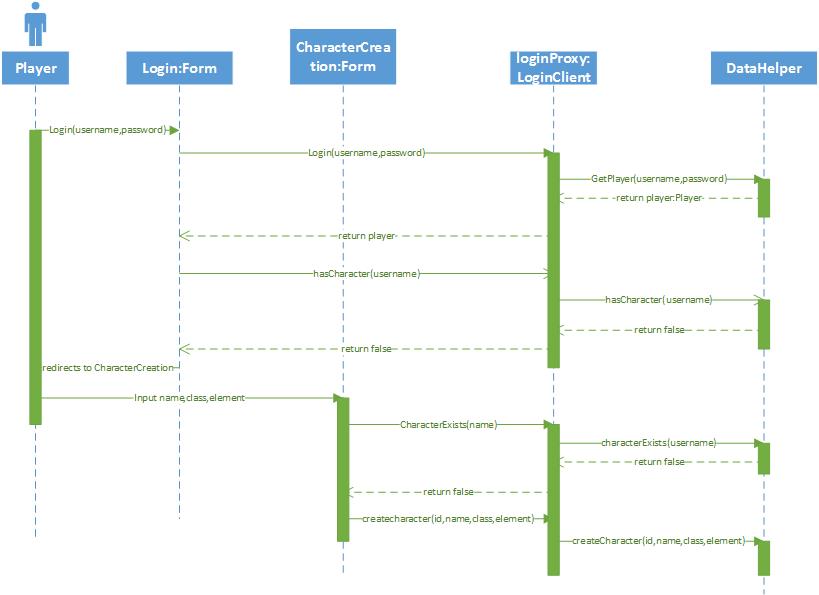 Player
Login:Form
CharacterCrea
tion:Form
loginProxy:
LoginClient
DataHelper
Login(username,password)
Login(username,password)
GetPlayer(username,password)
return player:Player
return player
hasCharacter(username)
hasCharacter(username)
return false
return false
redirects to CharacterCreation
Input name,class,element
CharacterExists(name)
characterExists(username)
return false
return false
createcharacter(id,name,class,element)
createCharacter(id,name,class,element)